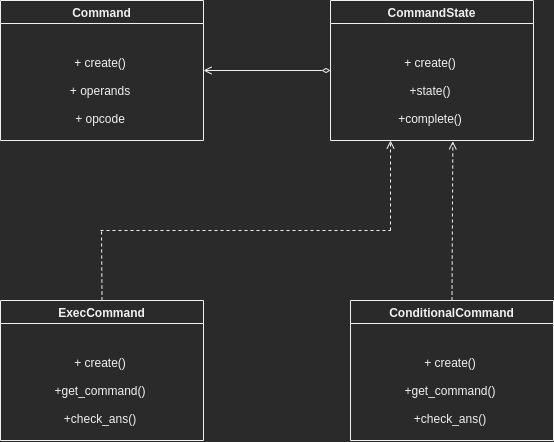 Command
+ create()
+ operands
+ opcode
CommandState
+ create()
+state()
+complete()
ExecCommand
+ create()
+get_command()
+check_ans()
ConditionalCommand
+ create()
+get_command()
+check_ans()